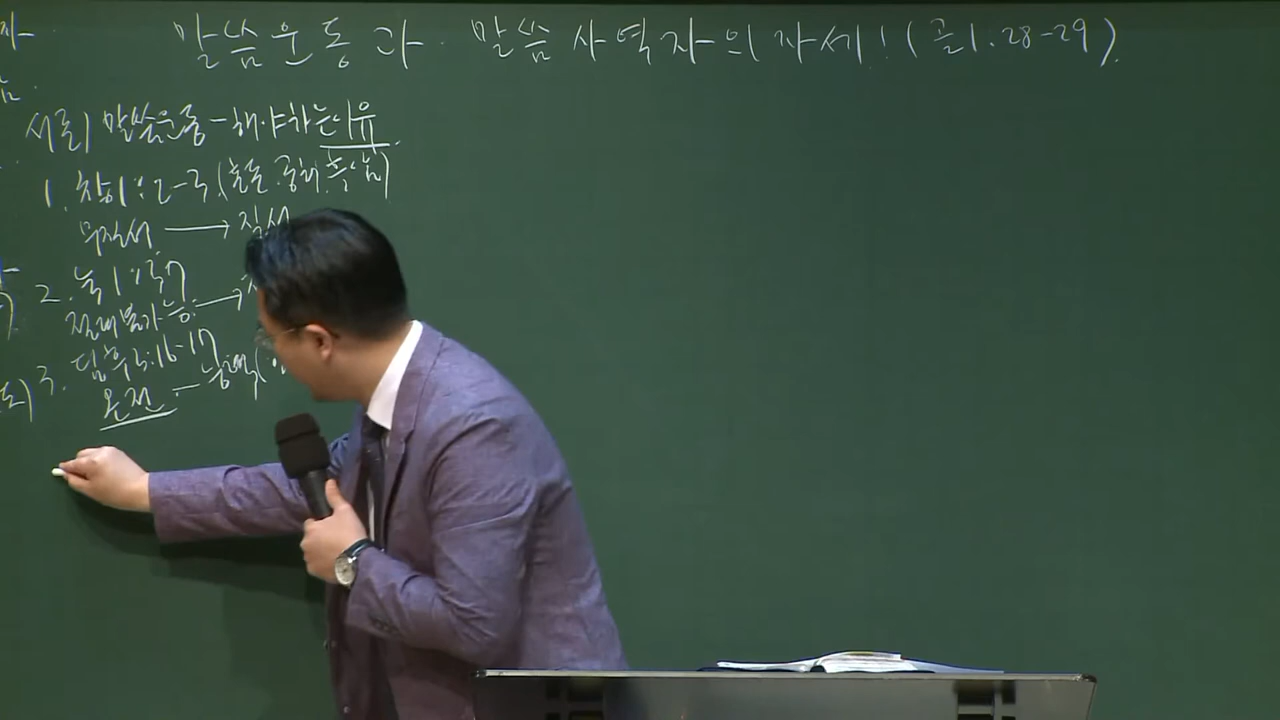 말씀운동과 말씀 사역자의 자세! (골1:28-29)
서론) 말씀운동 - 해야하는 이유
1. 창1:2-3 (혼돈, 공허, 흑암)
무질서 → 질서
2. 눅1:37
절대불가능 →
3. 딤후3:16-17
온전 - 능력